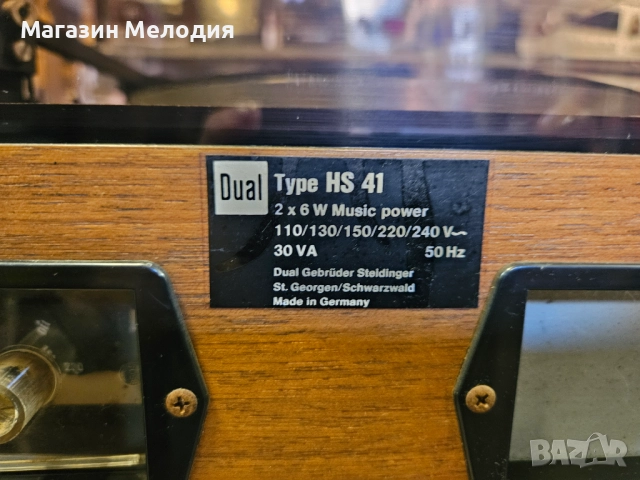 Магазин Мелодия
Dual Type HS 41
2 x 6 W Music power
110/130/150/220/240 V~
30 VA 50 Hz
Dual Gebrüder Steidinger
St. Georgen/Schwarzwald
Made in Germany
BAZAR